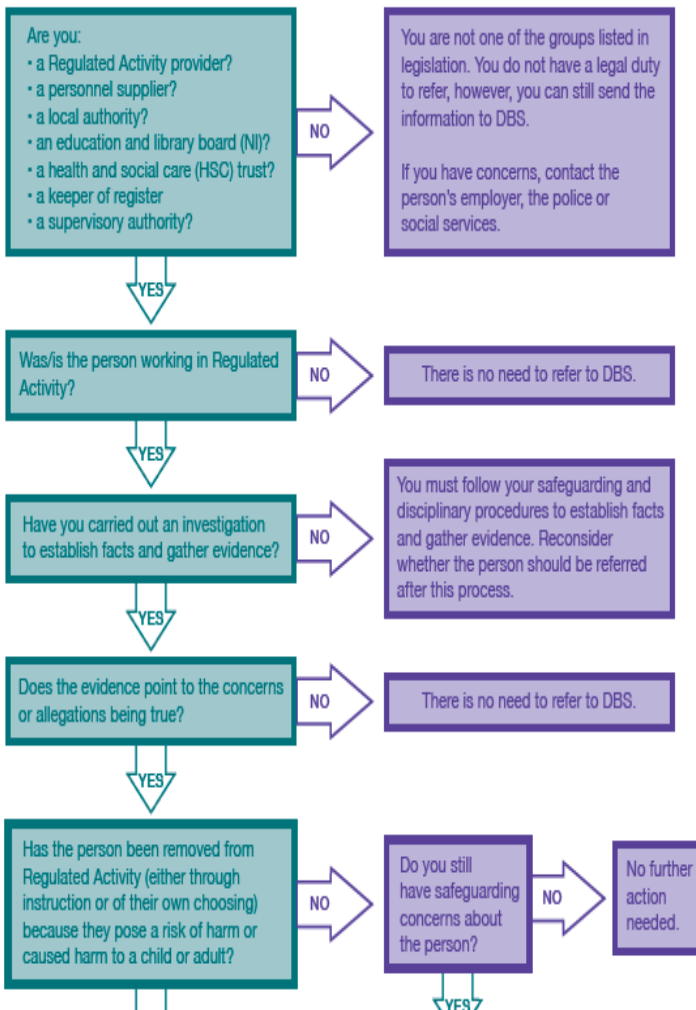 Are you:
• a Regulated Activity provider?
• a personnel supplier?
• a local authority?
• an education and library board (NI)?
• a health and social care (HSC) trust?
• a keeper of register
• a supervisory authority?
NO
You are not one of the groups listed in
legislation. You do not have a legal duty
to refer, however, you can still send the
information to DBS.
If you have concerns, contact the
person's employer, the police or
social services.
YES
Was/is the person working in Regulated
Activity?
NO
There is no need to refer to DBS.
YES
Have you carried out an investigation
to establish facts and gather evidence?
NO
You must follow your safeguarding and
disciplinary procedures to establish facts
and gather evidence. Reconsider
whether the person should be referred
after this process.
YES
Does the evidence point to the concerns
or allegations being true?
NO
There is no need to refer to DBS.
YES
Has the person been removed from
Regulated Activity (either through
instruction or of their own choosing)
because they pose a risk of harm or
caused harm to a child or adult?
NO
Do you still
have safeguarding
concerns about
the person?
NO
No further
action
needed.
YES